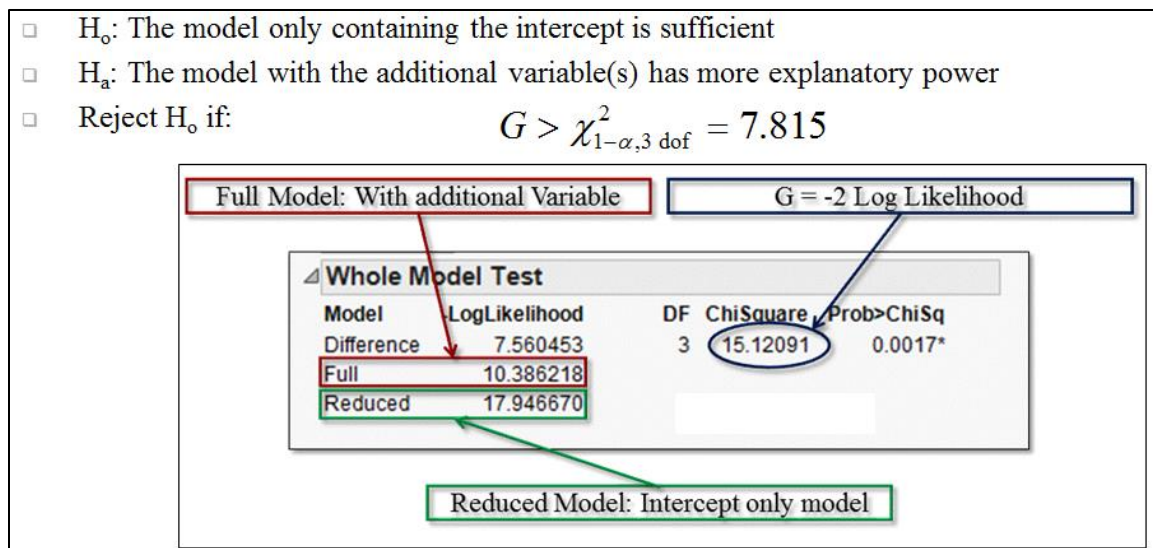 Hₒ: The model only containing the intercept is sufficient
Hₐ: The model with the additional variable(s) has more explanatory power
Reject Hₒ if: G > χ²₁₋α,₃ dof = 7.815
Full Model: With additional Variable G = -2 Log Likelihood
Whole Model Test
Model -LogLikelihood DF ChiSquare Prob>ChiSq
Difference 7.560453 3 15.12091 0.0017*
Full 10.386218
Reduced 17.946670
Reduced Model: Intercept only model